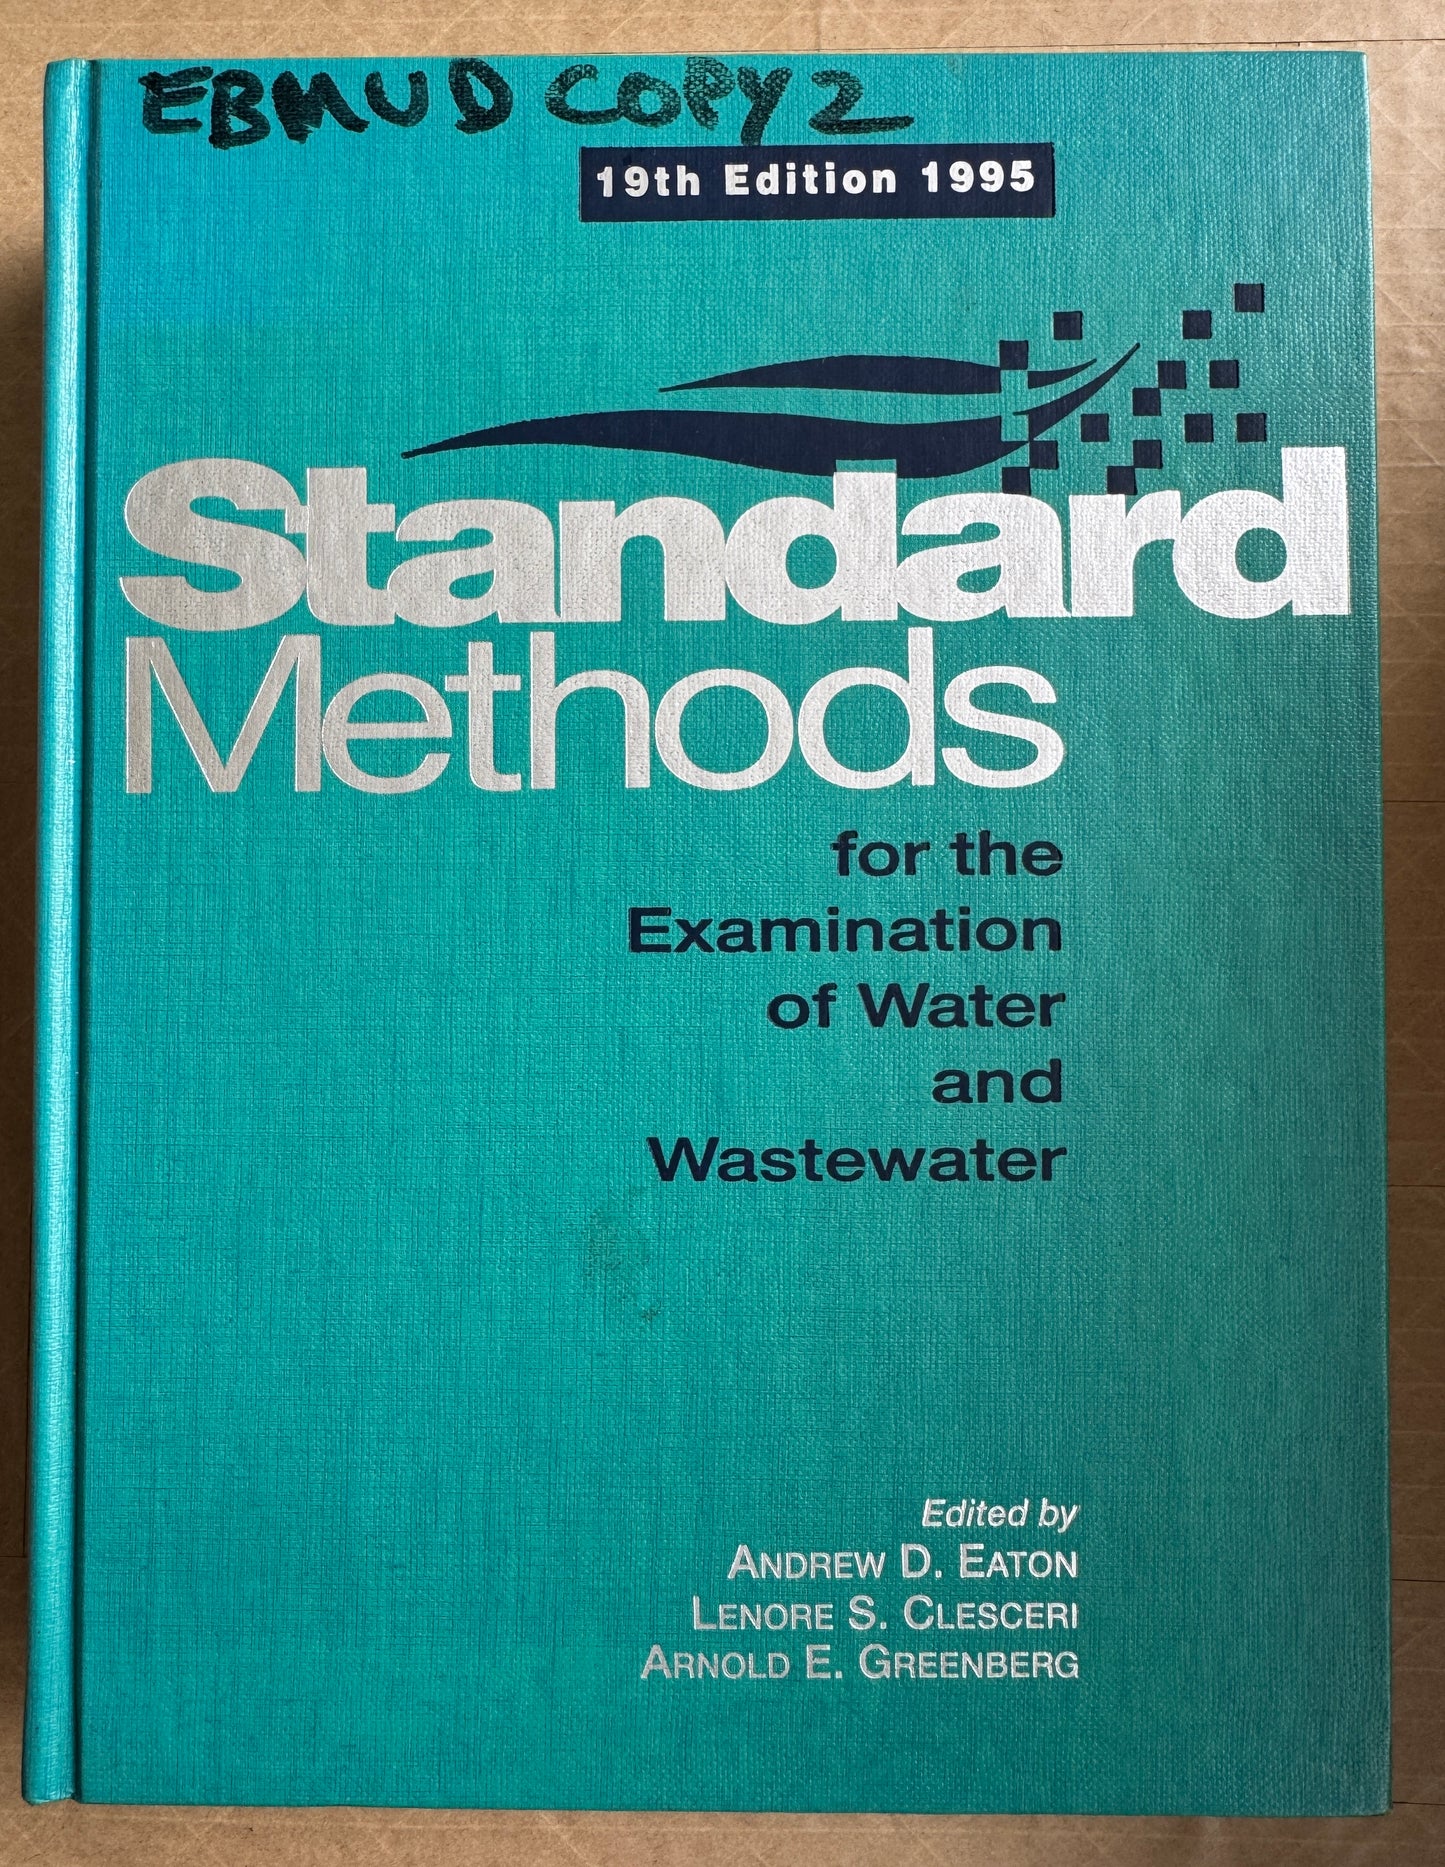 EBMUD COPY 2
19th Edition 1995
Standard
Methods
for the
Examination
of Water
and
Wastewater
Edited by
ANDREW D. EATON
LENORE S. CLESCERI
ARNOLD E. GREENBERG